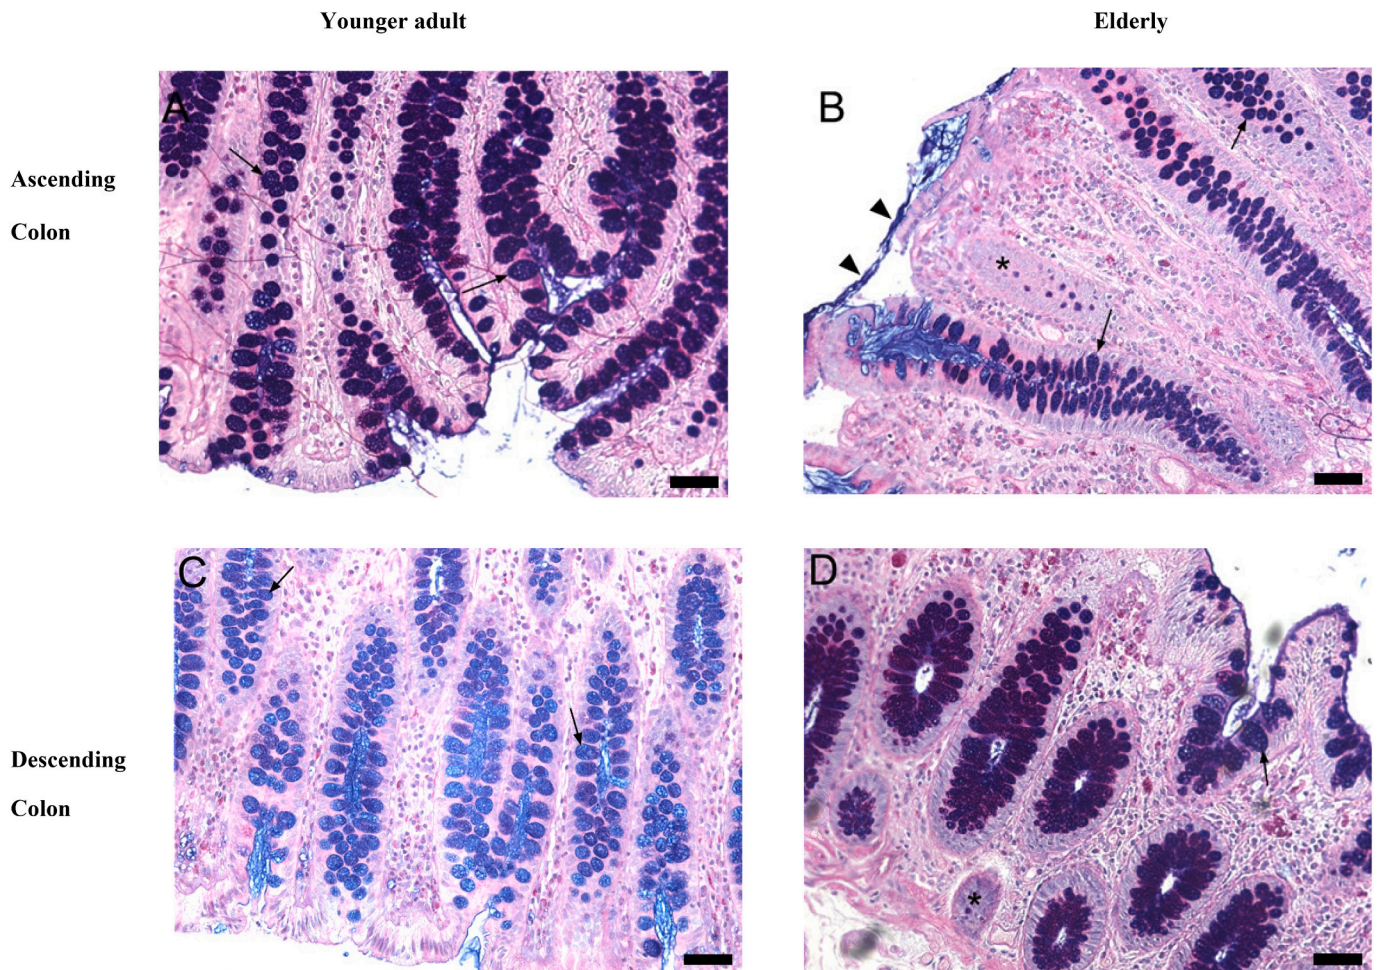 Younger adult
Elderly
Ascending
Colon
A
B
*
Descending
Colon
C
D
*